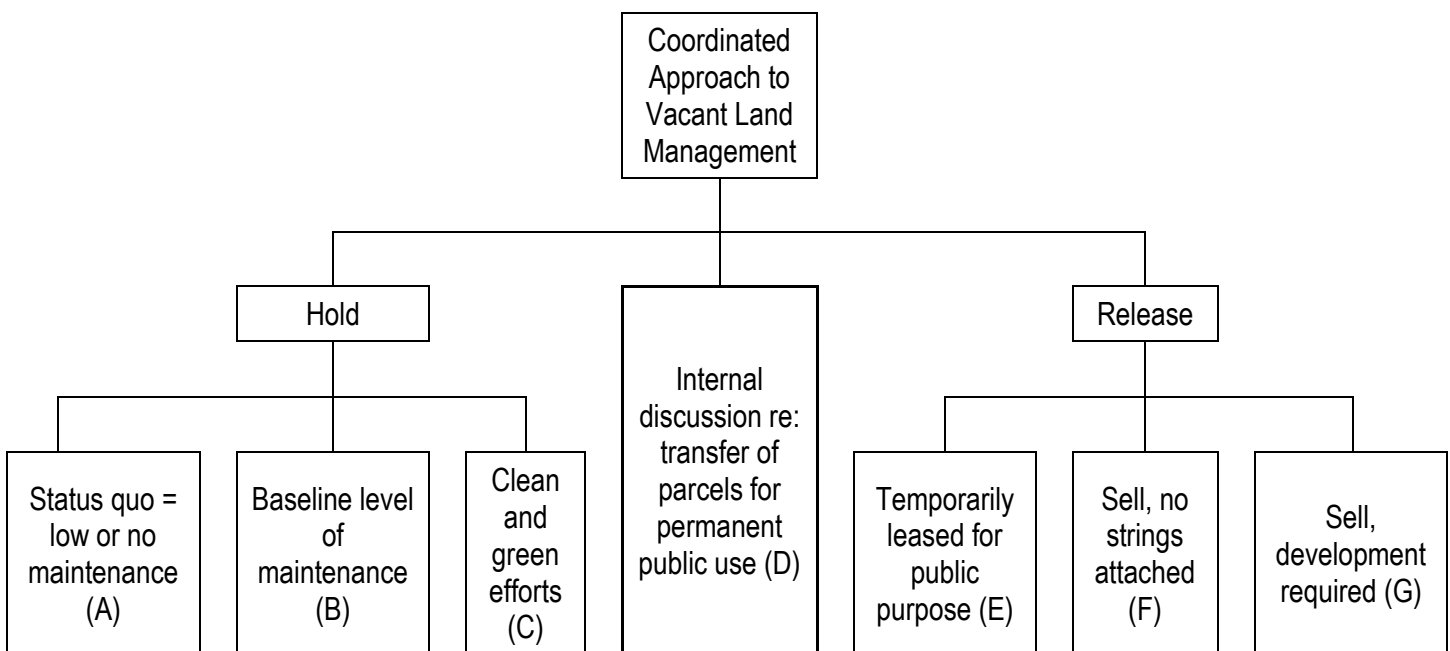 Coordinated
Approach to
Vacant Land
Management
Hold
Release
Status quo =
low or no
maintenance
(A)
Baseline level
of
maintenance
(B)
Clean
and
green
efforts
(C)
Internal
discussion re:
transfer of
parcels for
permanent
public use (D)
Temporarily
leased for
public
purpose (E)
Sell, no
strings
attached
(F)
Sell,
development
required (G)